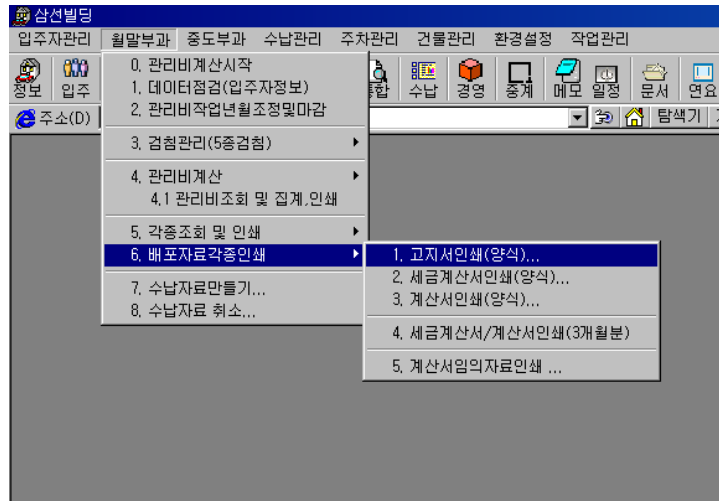 삼선빌딩
입주자관리 월말부과 중도부과 수납관리 주차관리 건물관리 환경설정 작업관리
정보 입주 합 수납 경영 중계 메모 일정 문서 연요
주소(D) 탐색기
0. 관리비계산시작
1. 데이터점검(입주자정보)
2. 관리비작업년월조정및마감
3. 검침관리(5종검침)
4. 관리비계산
4.1 관리비조회 및 집계,인쇄
5. 각종조회 및 인쇄
6. 배포자료각종인쇄
7. 수납자료만들기...
8. 수납자료 취소...
1. 고지서인쇄(양식)...
2. 세금계산서인쇄(양식)...
3. 계산서인쇄(양식)...
4. 세금계산서/계산서인쇄(3개월분)
5. 계산서임의자료인쇄 ...